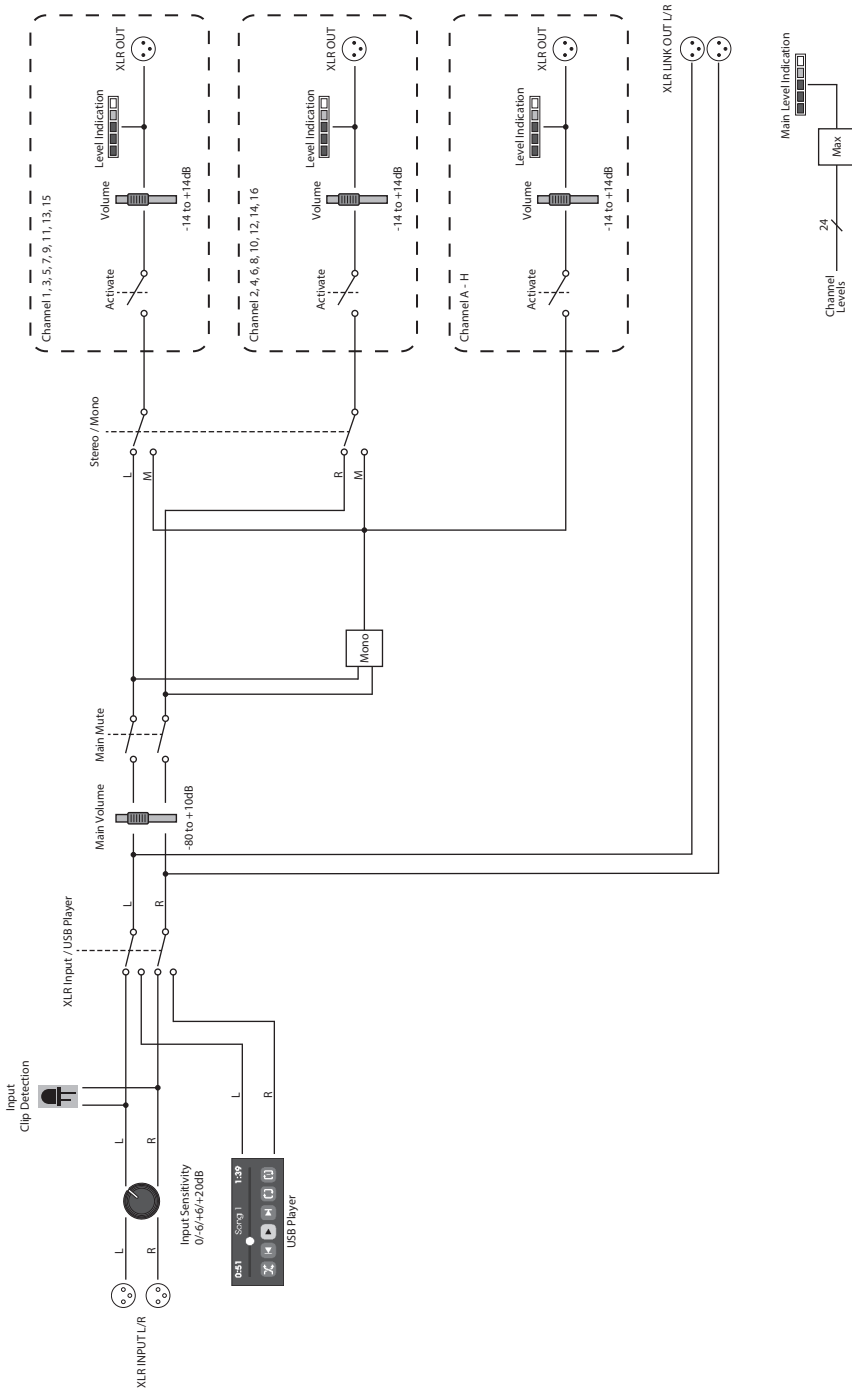 XLR INPUT L/R
L
R
Input Sensitivity
0/-6/+6/+20dB
L
R
Input
Clip Detection
0:51 Song 1 1:39
USB Player
L
R
XLR Input / USB Player
L
R
Main Volume
-80 to +10dB
Main Mute
Mono
Stereo / Mono
L
M
R
M
Channel 1, 3, 5, 7, 9, 11, 13, 15
Activate
Volume
-14 to +14dB
Level Indication
XLR OUT
Channel 2, 4, 6, 8, 10, 12, 14, 16
Activate
Volume
-14 to +14dB
Level Indication
XLR OUT
Channel A - H
Activate
Volume
-14 to +14dB
Level Indication
XLR OUT
XLR LINK OUT L/R
Channel
Levels
24
Max
Main Level Indication